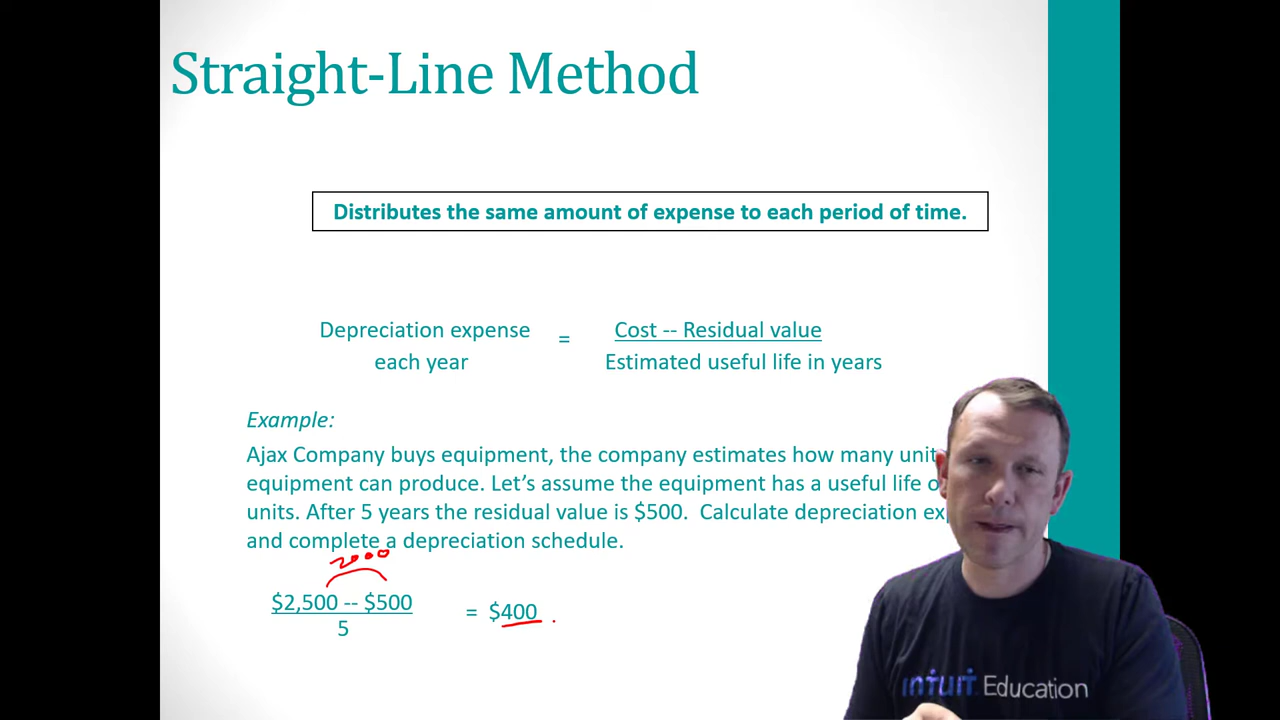 Straight-Line Method
Distributes the same amount of expense to each period of time.
Depreciation expense
each year
=
Cost -- Residual value
Estimated useful life in years
Example:
Ajax Company buys equipment, the company estimates how many unit
equipment can produce. Let's assume the equipment has a useful life o
units. After 5 years the residual value is $500. Calculate depreciation ex
and complete a depreciation schedule.
2000
$2,500 -- $500
5
= $400
intuit Education